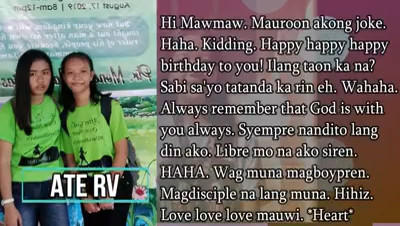 August 17, 2019 | 8am-12pm
ATE RV
Hi Mawmaw. Mauroon akong joke.
Haha. Kidding. Happy happy happy
birthday to you! Ilang taon ka na?
Sabi sa'yo tatanda ka rin eh. Wahaha.
Always remember that God is with
you always. Syempre nandito lang
din ako. Libre mo na ako siren.
HAHA. Wag muna magboypren.
Magdisciple na lang muna. Hihiz.
Love love love mauwi. *Heart*